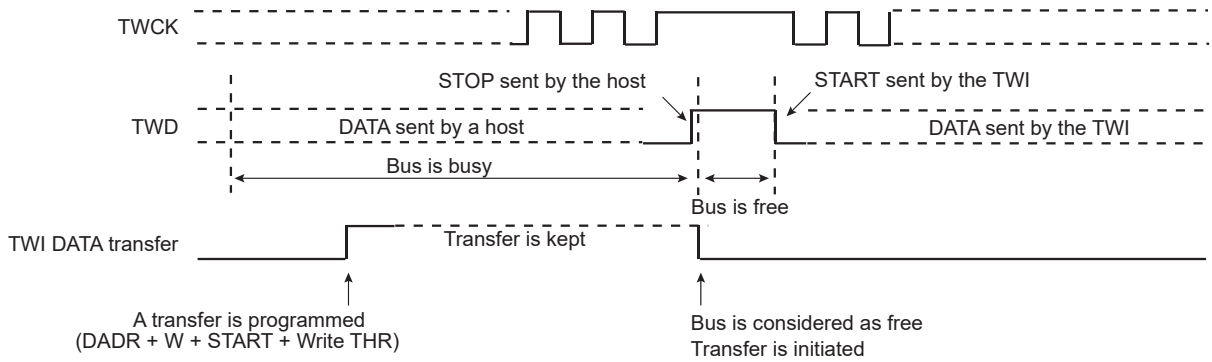 TWCK
STOP sent by the host
START sent by the TWI
TWD
DATA sent by a host
DATA sent by the TWI
Bus is busy
Bus is free
TWI DATA transfer
Transfer is kept
A transfer is programmed
(DADR + W + START + Write THR)
Bus is considered as free
Transfer is initiated